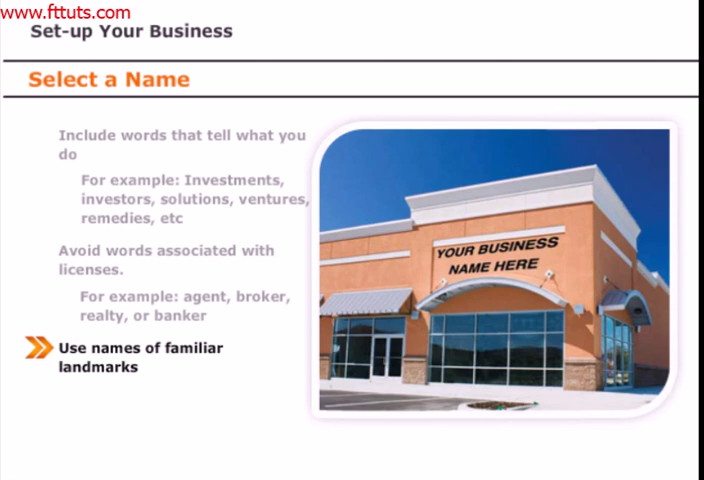 www.fttuts.com
Set-up Your Business
Select a Name
Include words that tell what you
do
For example: Investments,
investors, solutions, ventures,
remedies, etc
Avoid words associated with
licenses.
For example: agent, broker,
realty, or banker
Use names of familiar
landmarks
YOUR BUSINESS
NAME HERE